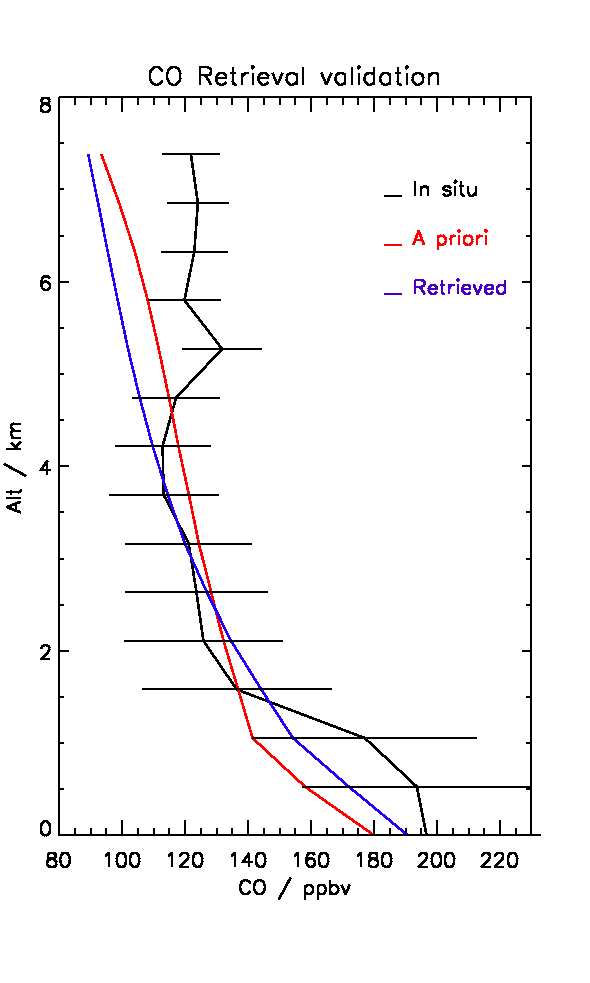 CO Retrieval validation
8
In situ
A priori
6
Retrieved
4
Alt / km
2
0
80 100 120 140 160 180 200 220
CO / ppbv